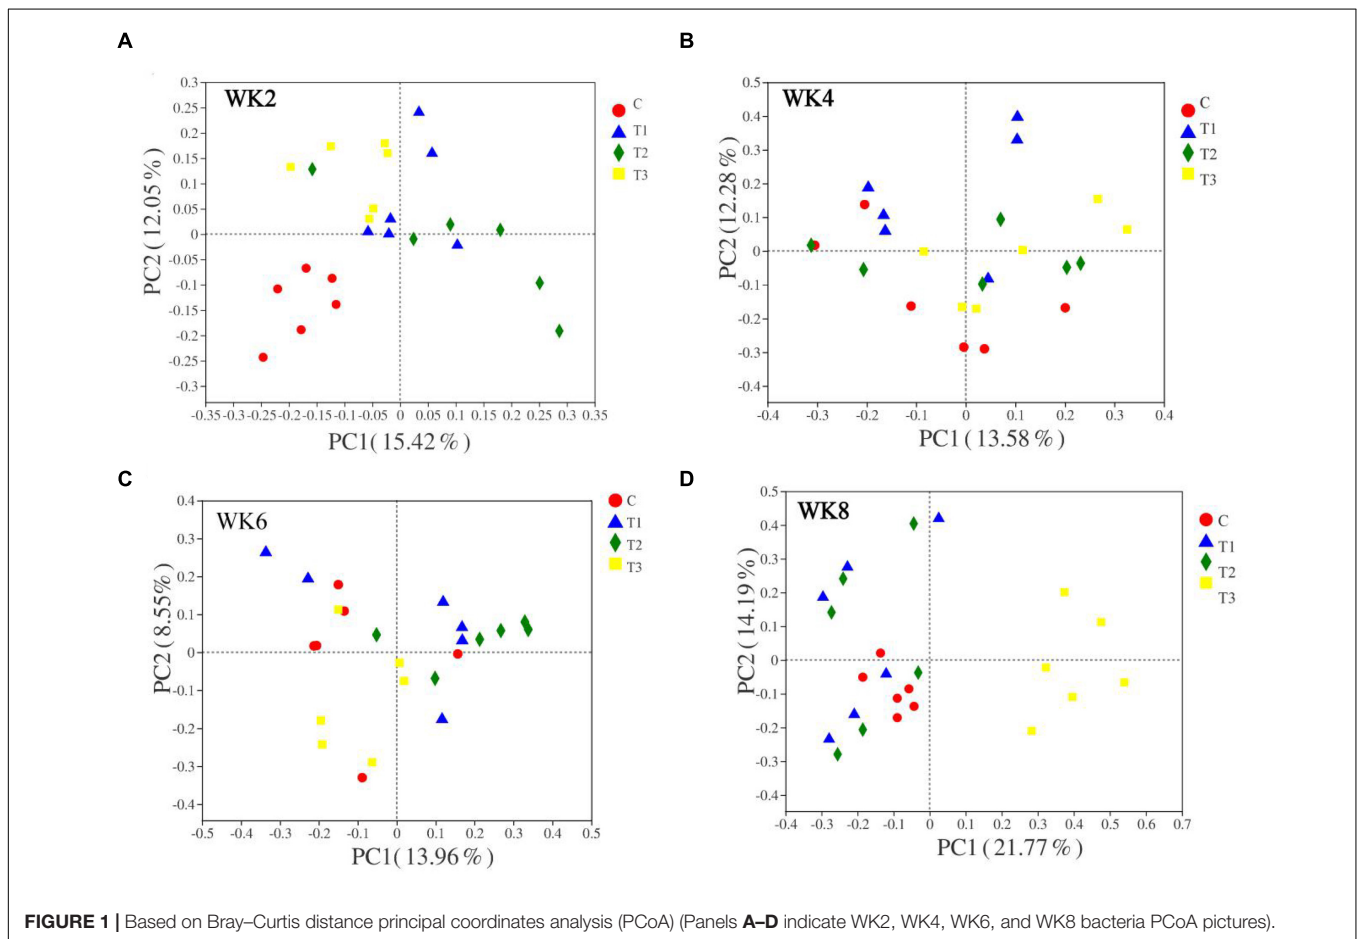 A
WK2
PC2 ( 12.05 % )
0.3
0.25
0.2
0.15
0.1
0.05
0
-0.05
-0.1
-0.15
-0.2
-0.25
-0.3
-0.35 -0.3 -0.25 -0.2 -0.15 -0.1 -0.05 0 0.05 0.1 0.15 0.2 0.25 0.3 0.35
PC1 ( 15.42 % )
C
T1
T2
T3
B
WK4
PC2 ( 12.28 % )
0.5
0.4
0.3
0.2
0.1
0
-0.1
-0.2
-0.3
-0.4
-0.4 -0.3 -0.2 -0.1 0 0.1 0.2 0.3 0.4
PC1 ( 13.58 % )
C
T1
T2
T3
C
WK6
PC2 ( 8.55% )
0.4
0.3
0.2
0.1
0
-0.1
-0.2
-0.3
-0.4
-0.5 -0.3 -0.2 -0.1 0 0.1 0.2 0.3 0.5
PC1 ( 13.96 % )
C
T1
T2
T3
D
WK8
PC2 ( 14.19 % )
0.5
0.4
0.3
0.2
0.1
0
-0.1
-0.2
-0.3
-0.4
-0.4 -0.3 -0.2 -0.1 0 0.1 0.2 0.3 0.4 0.5 0.6 0.7
PC1 ( 21.77 % )
C
T1
T2
T3
FIGURE 1 | Based on Bray–Curtis distance principal coordinates analysis (PCoA) (Panels A–D indicate WK2, WK4, WK6, and WK8 bacteria PCoA pictures).